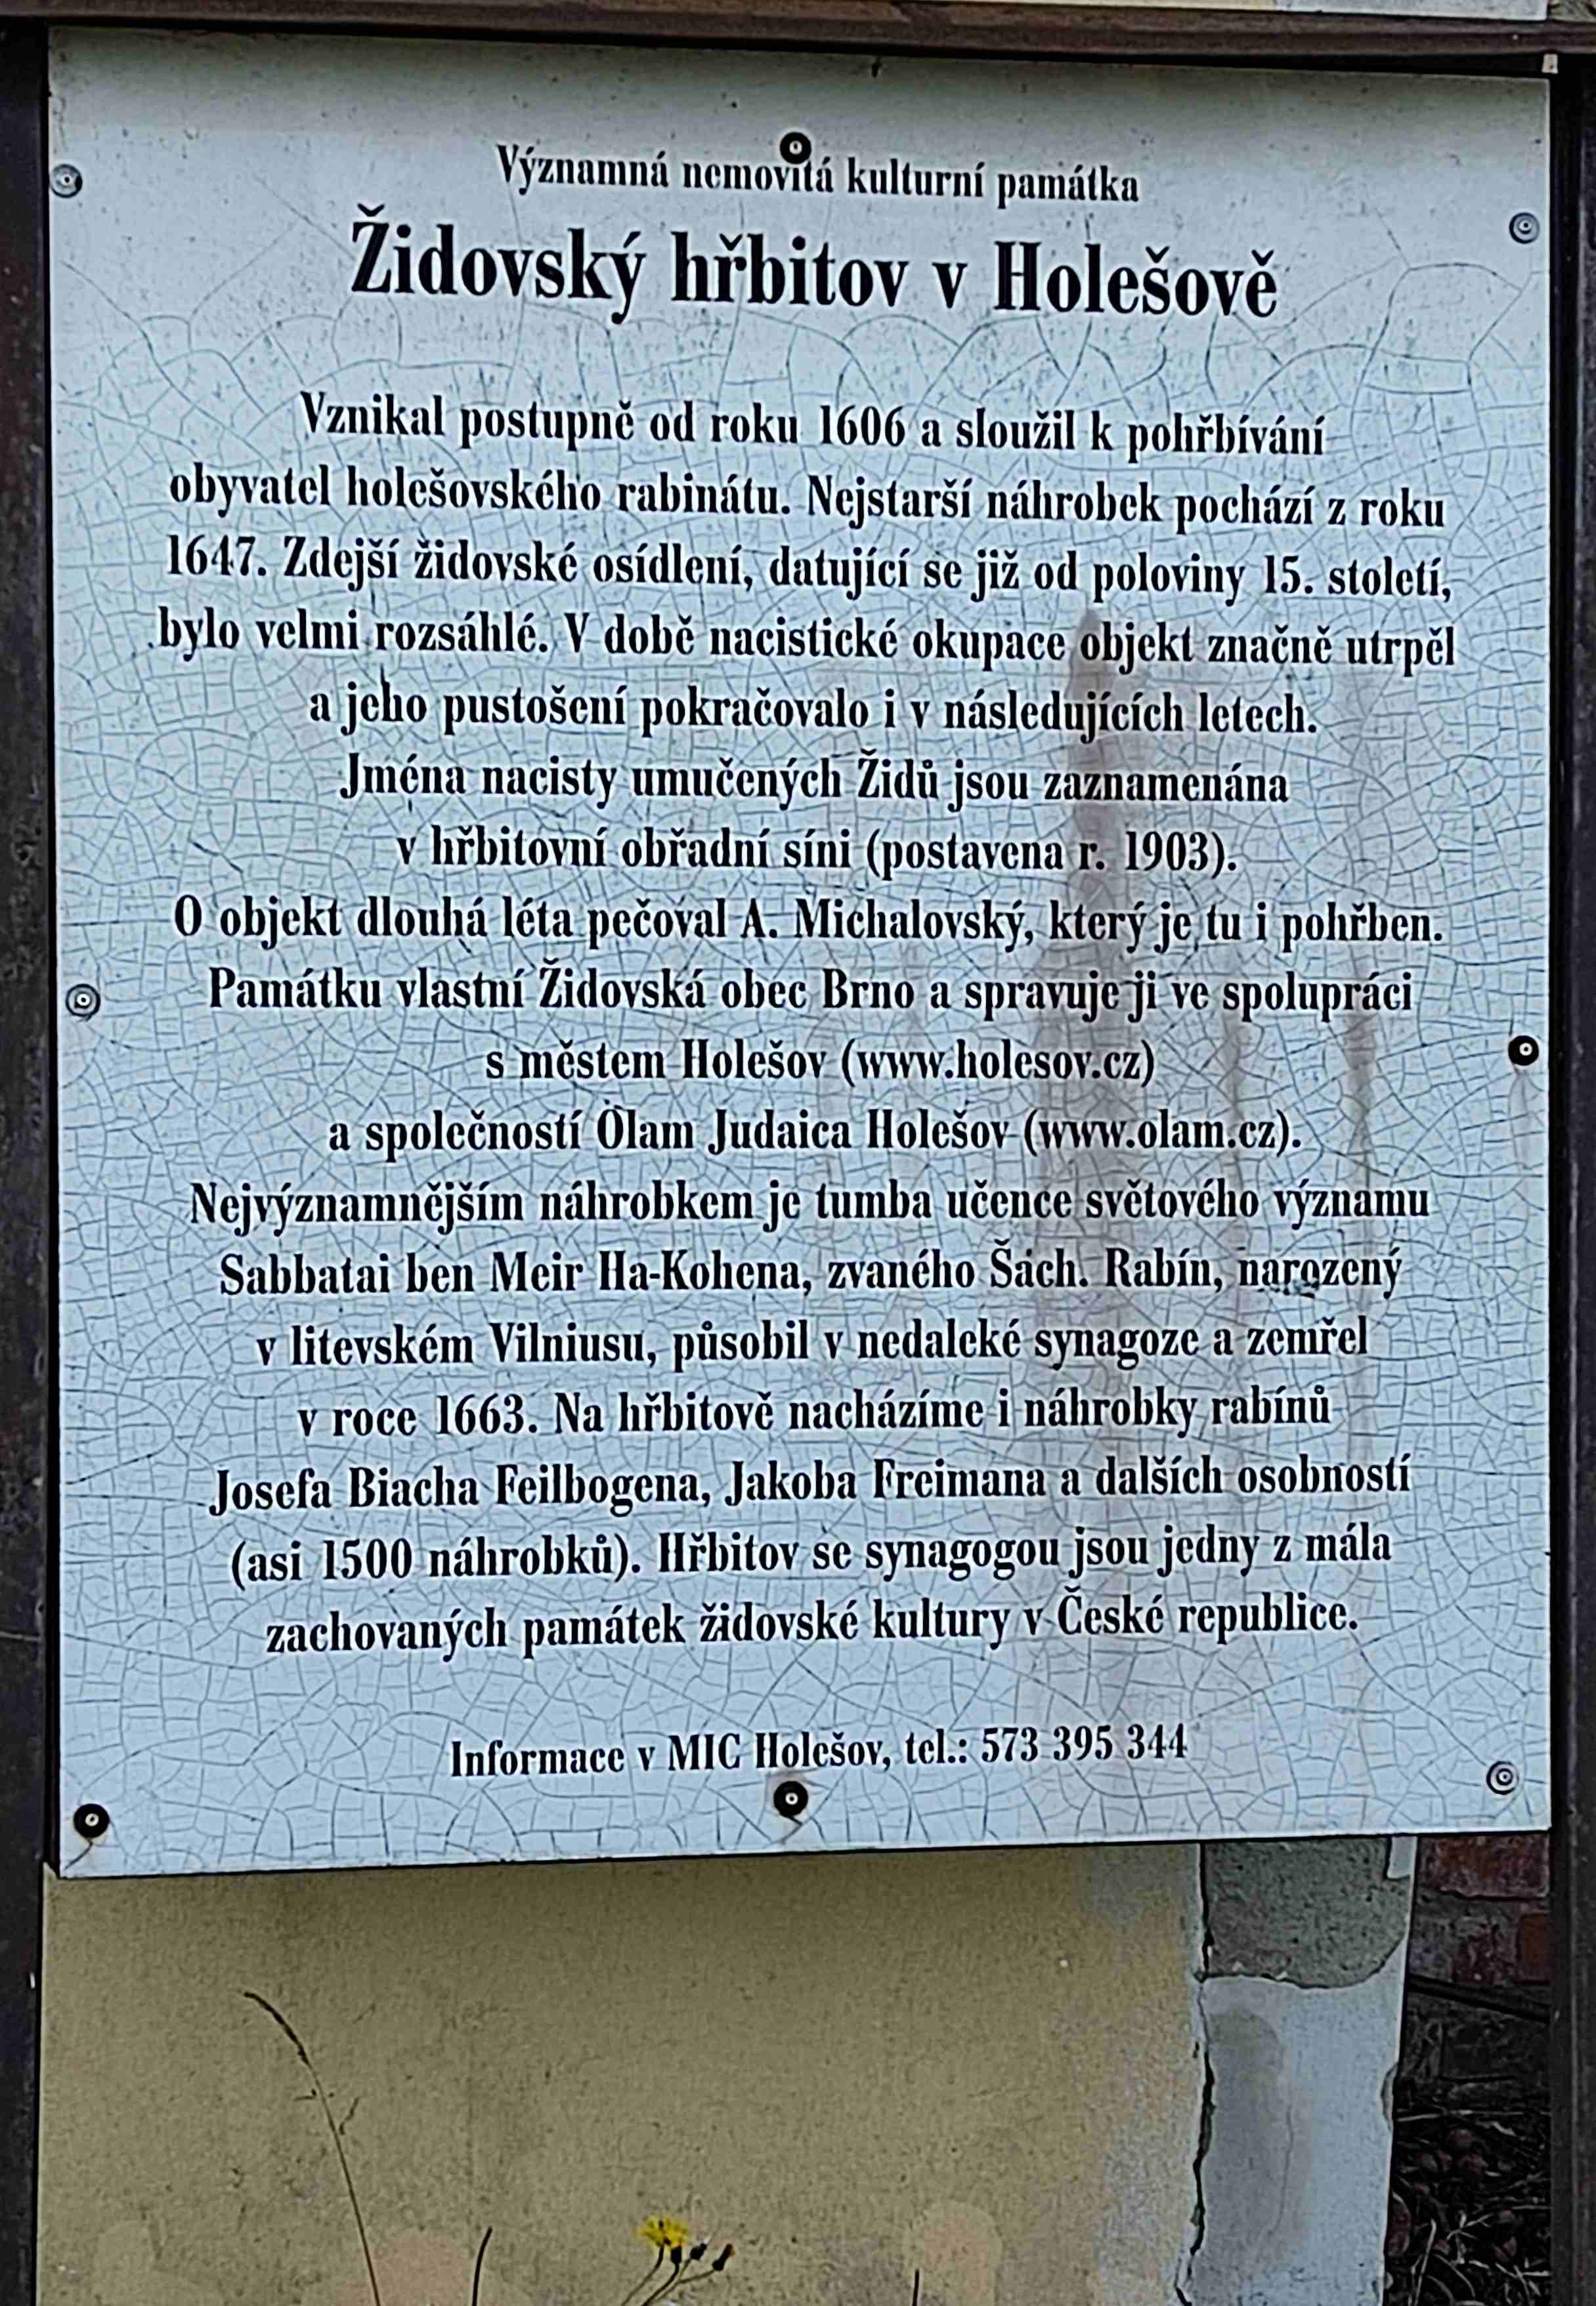 Významná nemovitá kulturní památka
Židovský hřbitov v Holešově
Vznikal postupně od roku 1606 a sloužil k pohřbívání
obyvatel holešovského rabinátu. Nejstarší náhrobek pochází z roku
1647. Zdejší židovské osídlení, datující se již od poloviny 15. století,
bylo velmi rozsáhlé. V době nacistické okupace objekt značně utrpěl
a jeho pustošení pokračovalo i v následujících letech.
Jména nacisty umučených Židů jsou zaznamenána
v hřbitovní obřadní síni (postavena r. 1903).
O objekt dlouhá léta pečoval A. Michalovský, který je tu i pohřben.
Památku vlastní Židovská obec Brno a spravuje ji ve spolupráci
s městem Holešov (www.holesov.cz)
a společností Olam Judaica Holešov (www.olam.cz).
Nejvýznamnějším náhrobkem je tumba učence světového významu
Sabbatai ben Meir Ha-Kohena, zvaného Šách. Rabín, narozený
v litevském Vilniusu, působil v nedaleké synagoze a zemřel
v roce 1663. Na hřbitově nacházíme i náhrobky rabínů
Josefa Biacha Feilbogena, Jakoba Freimana a dalších osobností
(asi 1500 náhrobků). Hřbitov se synagogou jsou jedny z mála
zachovaných památek židovské kultury v České republice.
Informace v MIC Holešov, tel.: 573 395 344